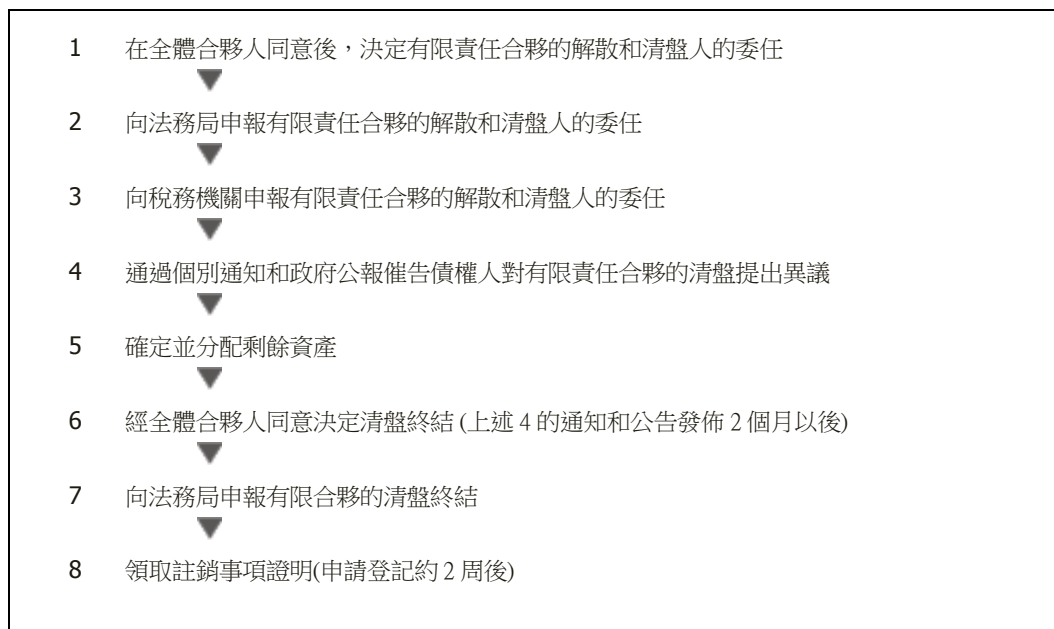 1 在全體合夥人同意後，決定有限責任合夥的解散和清盤人的委任
2 向法務局申報有限責任合夥的解散和清盤人的委任
3 向稅務機關申報有限責任合夥的解散和清盤人的委任
4 通過個別通知和政府公報催告債權人對有限責任合夥的清盤提出異議
5 確定並分配剩餘資產
6 經全體合夥人同意決定清盤終結 (上述 4 的通知和公告發佈 2 個月以後)
7 向法務局申報有限合夥的清盤終結
8 領取註銷事項證明(申請登記約 2 周後)